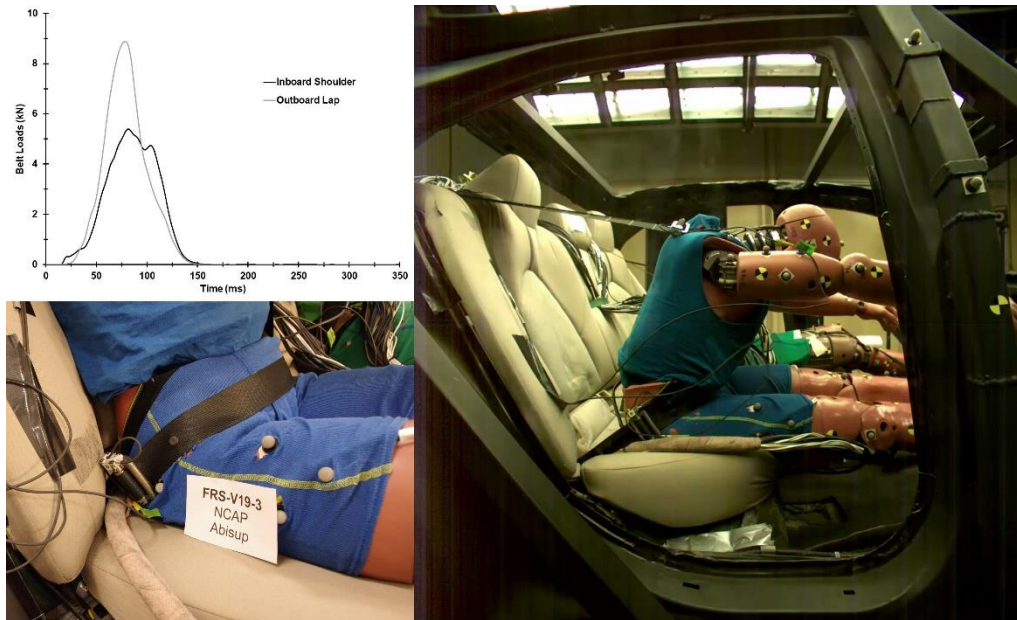 10
8
6
4
2
0
Belt Loads (kN)
Inboard Shoulder
Outboard Lap
0 50 100 150 200 250 300 350
Time (ms)
FRS-V19-3
NCAP
Abisup